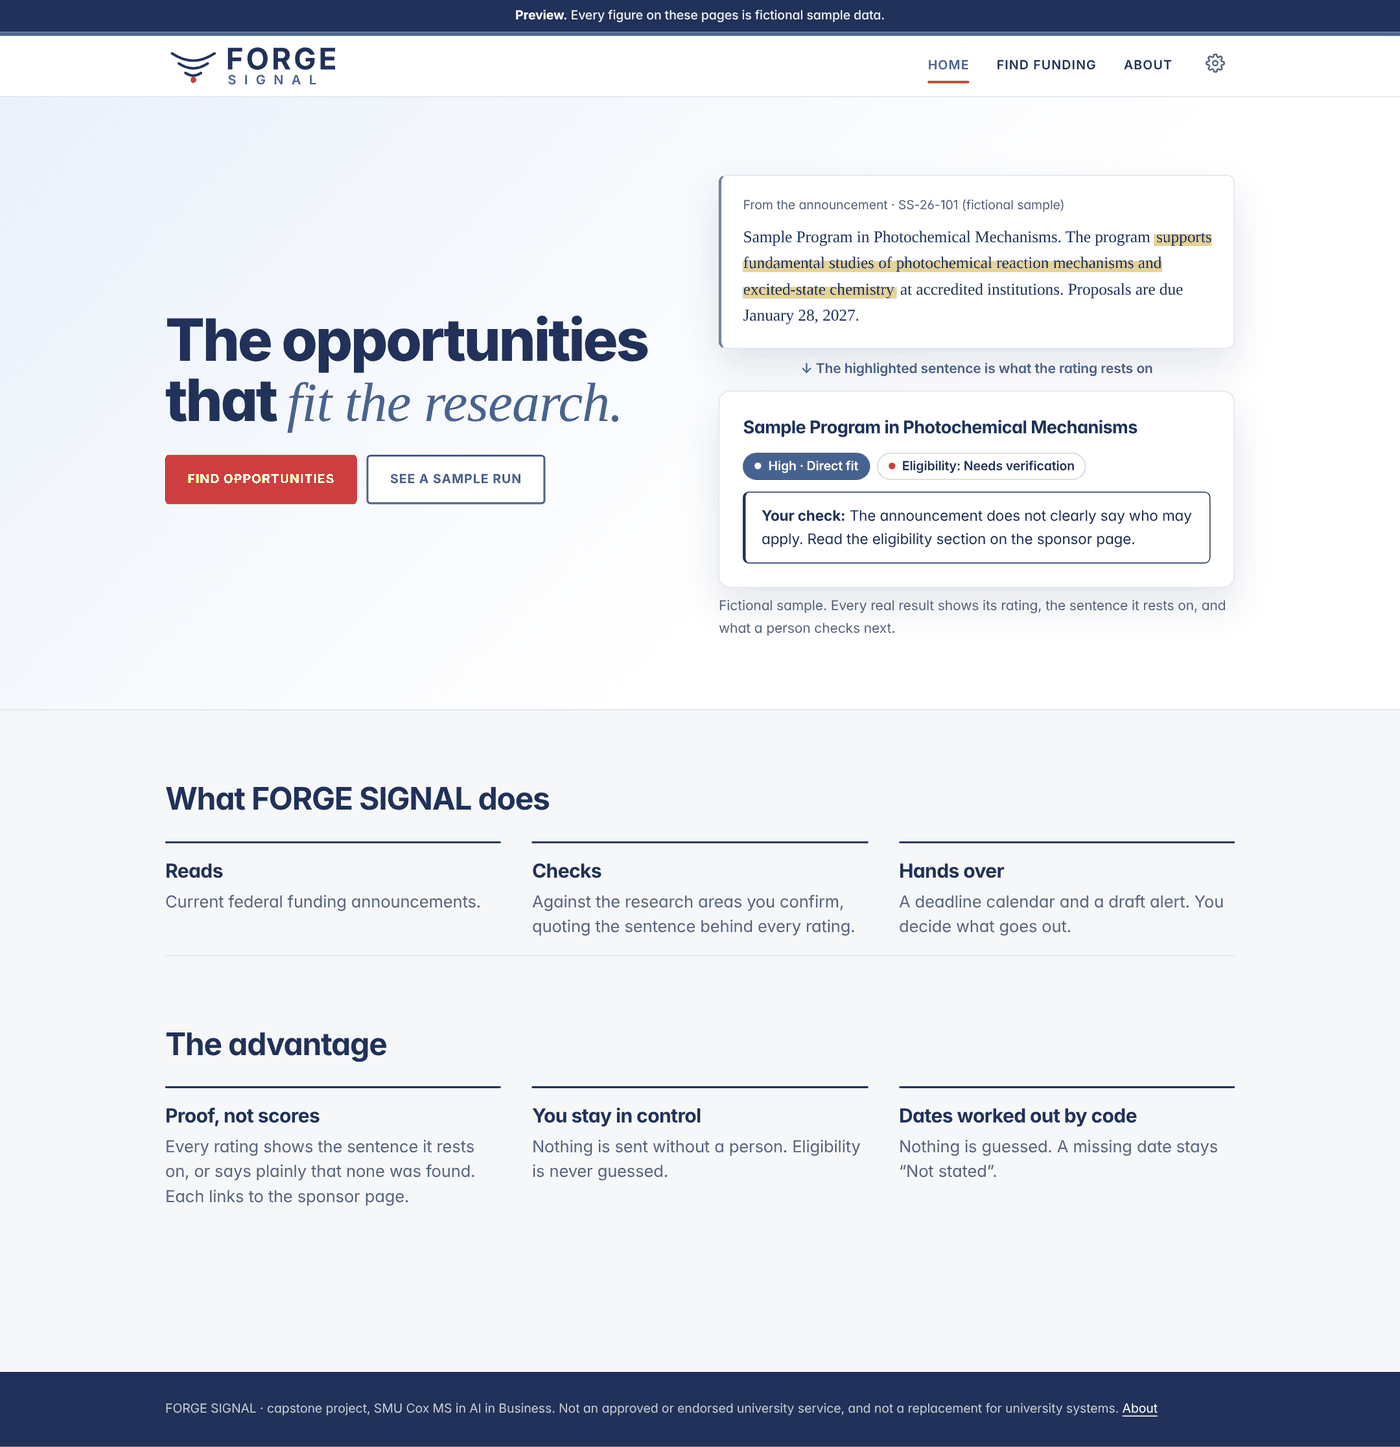 Preview. Every figure on these pages is fictional sample data.
FORGE
SIGNAL
HOME
FIND FUNDING
ABOUT
The opportunities
that fit the research.
FIND OPPORTUNITIES
SEE A SAMPLE RUN
From the announcement · SS-26-101 (fictional sample)
Sample Program in Photochemical Mechanisms. The program supports
fundamental studies of photochemical reaction mechanisms and
excited-state chemistry at accredited institutions. Proposals are due
January 28, 2027.
↓ The highlighted sentence is what the rating rests on
Sample Program in Photochemical Mechanisms
High · Direct fit
Eligibility: Needs verification
Your check: The announcement does not clearly say who may
apply. Read the eligibility section on the sponsor page.
Fictional sample. Every real result shows its rating, the sentence it rests on, and
what a person checks next.
What FORGE SIGNAL does
Reads
Current federal funding announcements.
Checks
Against the research areas you confirm,
quoting the sentence behind every rating.
Hands over
A deadline calendar and a draft alert. You
decide what goes out.
The advantage
Proof, not scores
Every rating shows the sentence it rests
on, or says plainly that none was found.
Each links to the sponsor page.
You stay in control
Nothing is sent without a person. Eligibility
is never guessed.
Dates worked out by code
Nothing is guessed. A missing date stays
“Not stated”.
FORGE SIGNAL · capstone project, SMU Cox MS in AI in Business. Not an approved or endorsed university service, and not a replacement for university systems. About